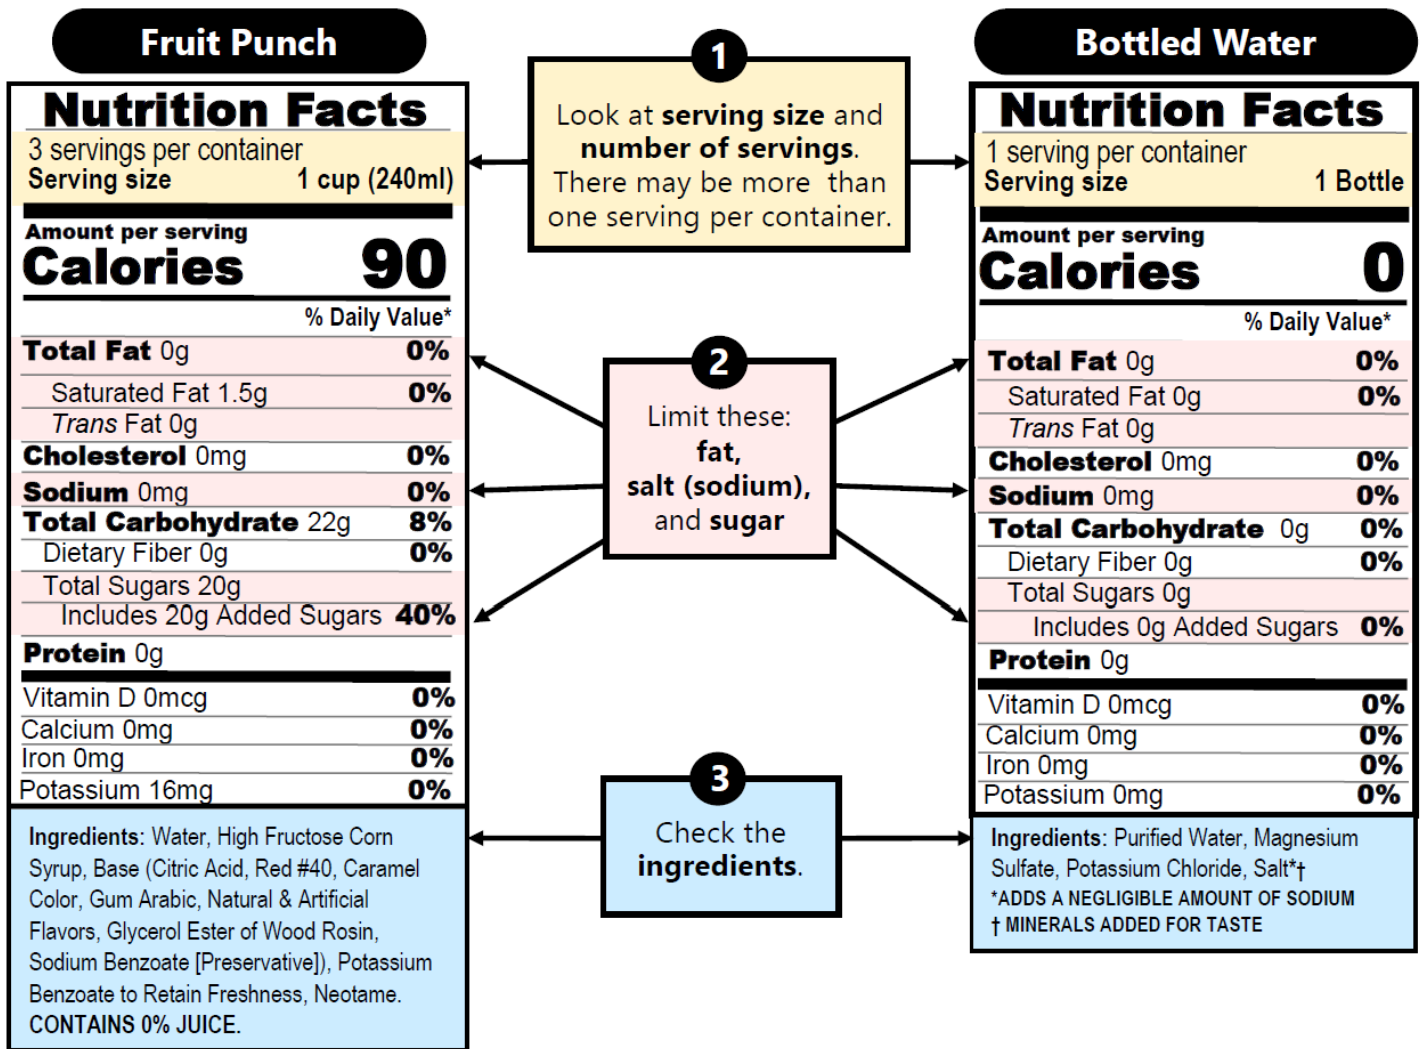 Fruit Punch
Nutrition Facts
3 servings per container
Serving size 1 cup (240ml)
Amount per serving
Calories 90
% Daily Value*
Total Fat 0g 0%
Saturated Fat 1.5g 0%
Trans Fat 0g
Cholesterol 0mg 0%
Sodium 0mg 0%
Total Carbohydrate 22g 8%
Dietary Fiber 0g 0%
Total Sugars 20g
Includes 20g Added Sugars 40%
Protein 0g
Vitamin D 0mcg 0%
Calcium 0mg 0%
Iron 0mg 0%
Potassium 16mg 0%
Ingredients: Water, High Fructose Corn
Syrup, Base (Citric Acid, Red #40, Caramel
Color, Gum Arabic, Natural & Artificial
Flavors, Glycerol Ester of Wood Rosin,
Sodium Benzoate [Preservative]), Potassium
Benzoate to Retain Freshness, Neotame.
CONTAINS 0% JUICE.
1
Look at serving size and
number of servings.
There may be more than
one serving per container.
2
Limit these:
fat,
salt (sodium),
and sugar
3
Check the
ingredients.
Bottled Water
Nutrition Facts
1 serving per container
Serving size 1 Bottle
Amount per serving
Calories 0
% Daily Value*
Total Fat 0g 0%
Saturated Fat 0g 0%
Trans Fat 0g
Cholesterol 0mg 0%
Sodium 0mg 0%
Total Carbohydrate 0g 0%
Dietary Fiber 0g 0%
Total Sugars 0g
Includes 0g Added Sugars 0%
Protein 0g
Vitamin D 0mcg 0%
Calcium 0mg 0%
Iron 0mg 0%
Potassium 0mg 0%
Ingredients: Purified Water, Magnesium
Sulfate, Potassium Chloride, Salt*†
*ADDS A NEGLIGIBLE AMOUNT OF SODIUM
† MINERALS ADDED FOR TASTE